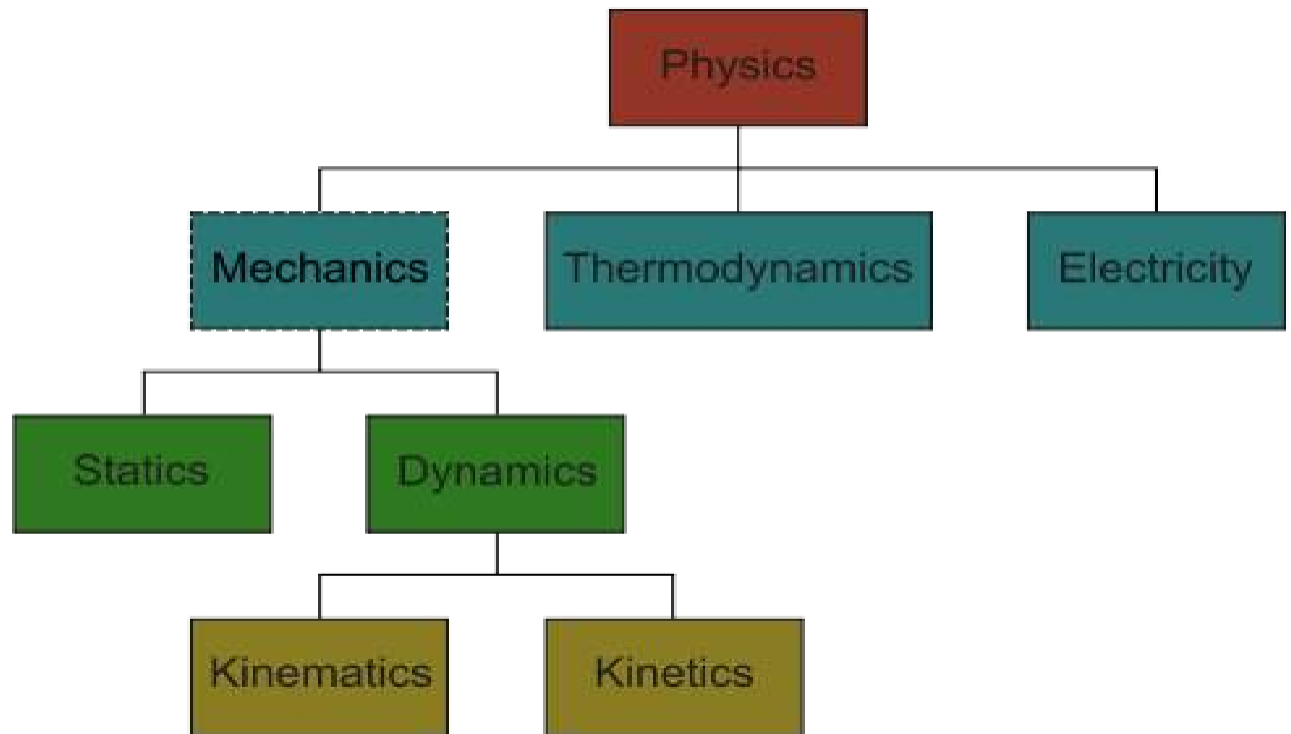 Physics
Mechanics
Thermodynamics
Electricity
Statics
Dynamics
Kinematics
Kinetics